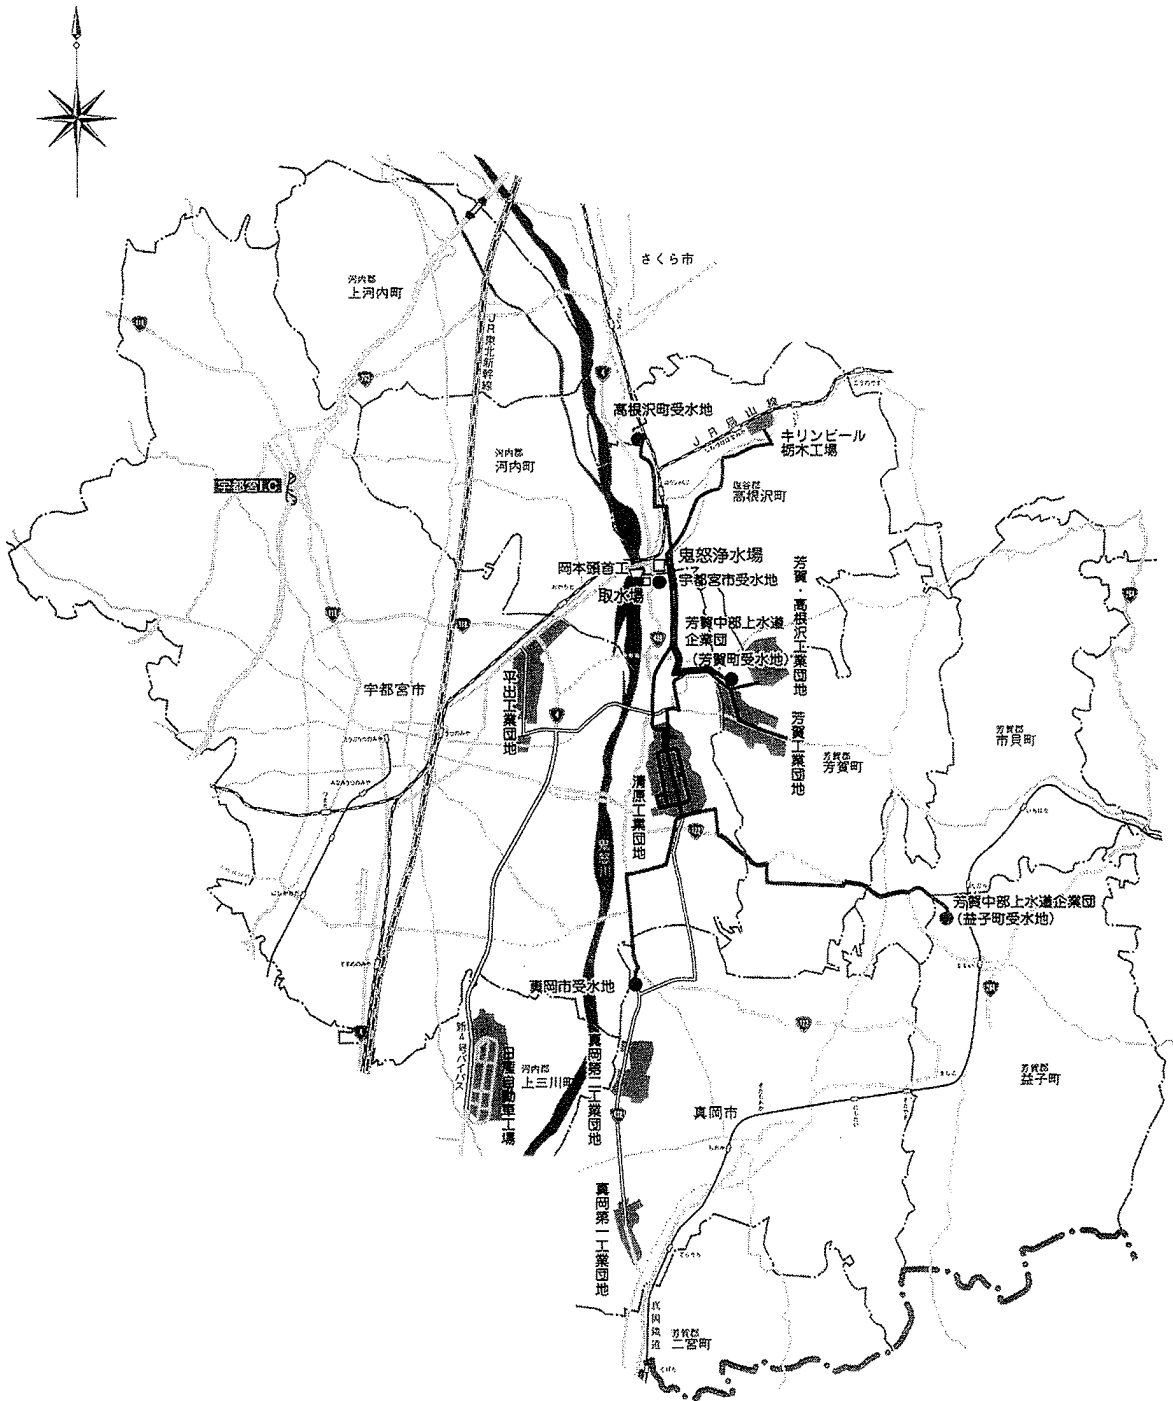 さくら市
河内郡
上河内町
JR東北新幹線
高根沢町受水地
JR烏山線
キリンビール
栃木工場
河内郡
河内町
宇都宮I.C
塩谷郡
高根沢町
鬼怒浄水場
岡本頭首工
宇都宮市受水地
取水場
芳賀・高根沢工業団地
芳賀中部上水道
企業団
(芳賀町受水地)
宇都宮市
平出工業団地
4
芳賀工業団地
芳賀郡
市貝町
芳賀郡
芳賀町
清原工業団地
鬼怒川
芳賀中部上水道企業団
(益子町受水地)
真岡市受水地
新4号バイパス
日産自動車工場
河内郡
上三川町
真岡第二工業団地
芳賀郡
益子町
真岡市
真岡第一工業団地
真岡鐵道
芳賀郡
二宮町